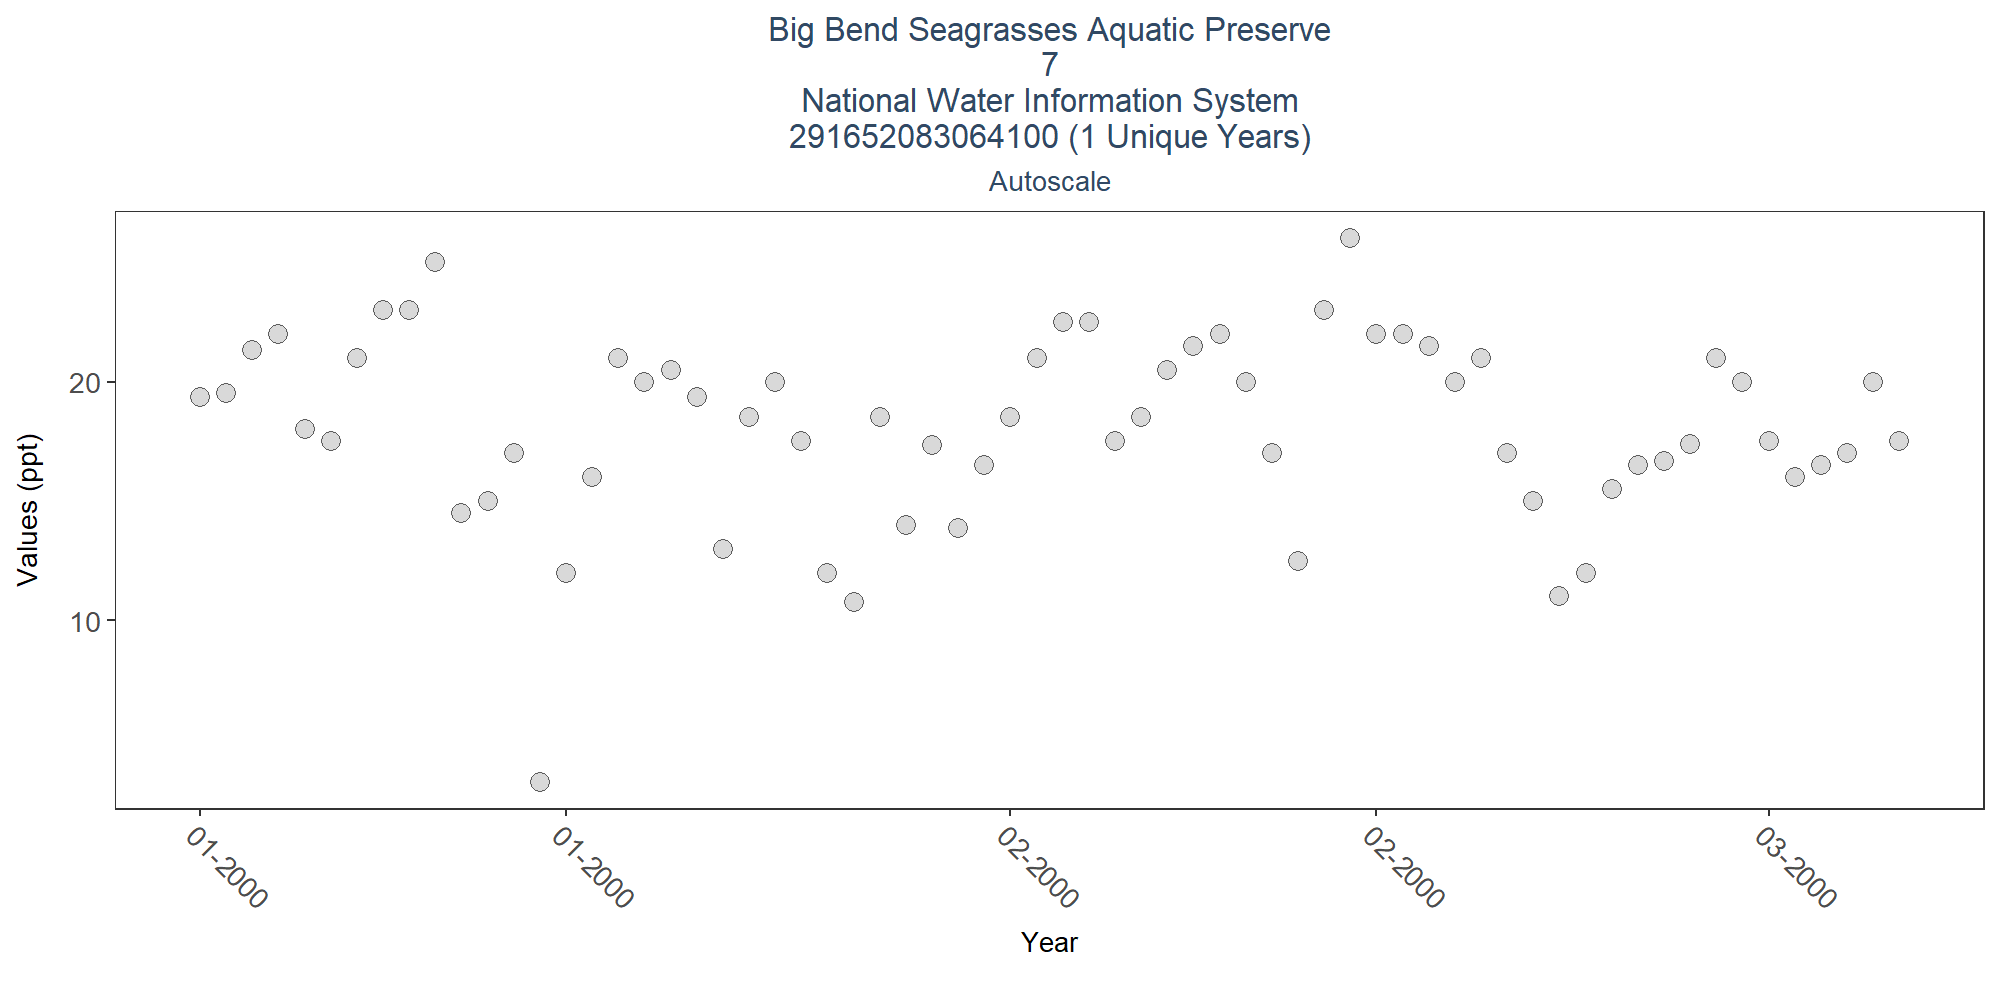 Big Bend Seagrasses Aquatic Preserve
7
National Water Information System
291652083064100 (1 Unique Years)
Autoscale
Values (ppt)
20
10
01-2000
01-2000
02-2000
02-2000
03-2000
Year